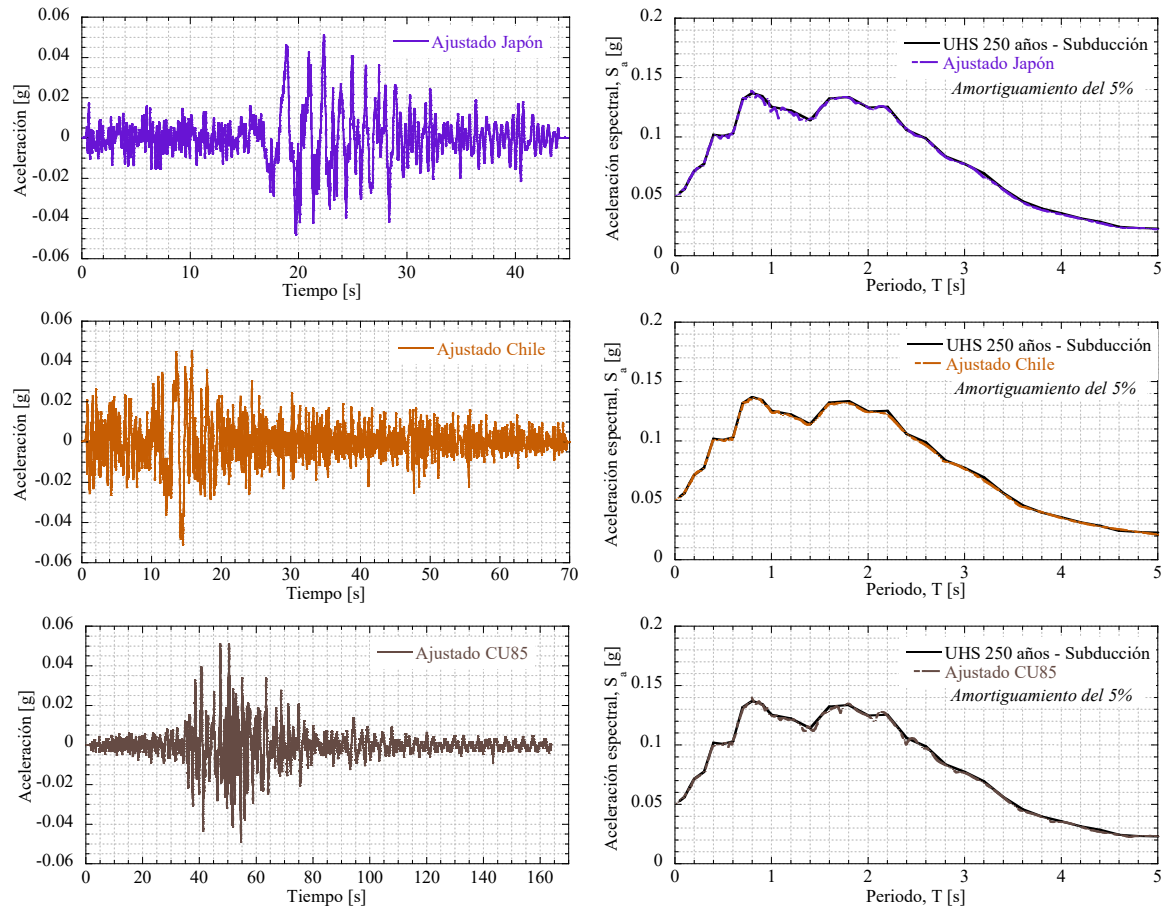 0.06
0.04
0.02
0
-0.02
-0.04
-0.06
Aceleración [g]
Ajustado Japón
0 10 20 30 40
Tiempo [s]
0.2
0.15
0.1
0.05
0
Aceleración espectral, Sa [g]
UHS 250 años - Subducción
Ajustado Japón
Amortiguamiento del 5%
0 1 2 3 4 5
Periodo, T [s]
0.06
0.04
0.02
0
-0.02
-0.04
-0.06
Aceleración [g]
Ajustado Chile
0 10 20 30 40 50 60 70
Tiempo [s]
0.2
0.15
0.1
0.05
0
Aceleración espectral, Sa [g]
UHS 250 años - Subducción
Ajustado Chile
Amortiguamiento del 5%
0 1 2 3 4 5
Periodo, T [s]
0.06
0.04
0.02
0
-0.02
-0.04
-0.06
Aceleración [g]
Ajustado CU85
0 20 40 60 80 100 120 140 160
Tiempo [s]
0.2
0.15
0.1
0.05
0
Aceleración espectral, Sa [g]
UHS 250 años - Subducción
Ajustado CU85
Amortiguamiento del 5%
0 1 2 3 4 5
Periodo, T [s]